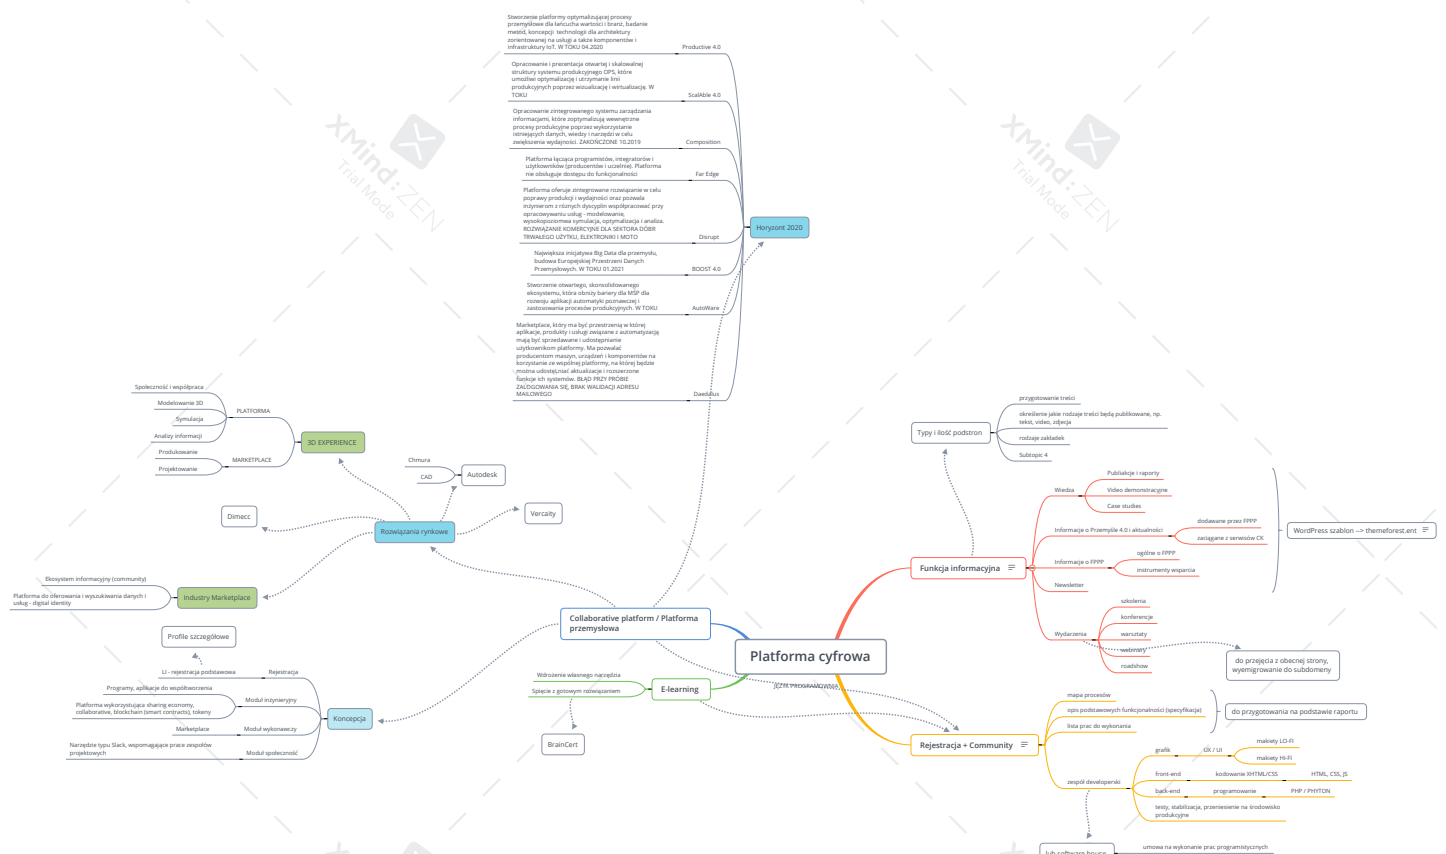 Stworzenie platformy optymalizującej procesy
przemysłowe dla łańcucha wartości i branż, badanie
metod, koncepcji technologii dla architektury
zorientowanej na usługi a także komponentów i
infrastruktury IoT. W TOKU 04.2020
Productive 4.0
Opracowanie i prezentacja otwartej i skalowalnej
struktury systemu produkcyjnego OPS, które
umożliwi optymalizację i utrzymanie linii
produkcyjnych poprzez wizualizację i wirtualizację. W
TOKU
ScalAble 4.0
Opracowanie zintegrowanego systemu zarządzania
informacjami, które zoptymalizują wewnętrzne
procesy produkcyjne poprzez wykorzystanie
istniejących danych, wiedzy i narzędzi w celu
zwiększenia wydajności. ZAKOŃCZONE 10.2019
Composition
Platforma łącząca programistów, integratorów i
użytkowników (producentów i uczelnie). Platforma
nie obsługuje dostępu do funkcjonalności
Far Edge
Platforma oferuje zintegrowane rozwiązanie w celu
poprawy produkcji i wydajności oraz pozwala
inżynierom z różnych dyscyplin współpracować przy
opracowywaniu usług - modelowanie,
wysokopoziomwa symulacja, optymalizacja i analiza.
ROZWIĄZANIE KOMERCYJNE DLA SEKTORA DÓBR
TRWAŁEGO UŻYTKU, ELEKTRONIKI I MOTO
Disrupt
Horyzont 2020
Największa inicjatywa Big Data dla przemysłu,
budowa Europejskiej Przestrzeni Danych
Przemysłowych. W TOKU 01.2021
BOOST 4.0
Stworzenie otwartego, skonsolidowanego
ekosystemu, która obniży bariery dla MŚP dla
rozwoju aplikacji automatyki poznawczej i
zastosowania procesów produkcyjnych. W TOKU
AutoWare
Marketplace, który ma być przestrzenią w której
aplikacje, produkty i usługi związane z automatyzacją
mają być sprzedawane i udostępnianie
użytkownikom platformy. Ma pozwalać
producentom maszyn, urządzeń i komponentów na
korzystanie ze wspólnej platformy, na której będzie
można udostęŁniać aktualizacje i rozszerzone
funkcje ich systemów. BŁĄD PRZY PRÓBIE
ZALOGOWANIA SIĘ, BRAK WALIDACJI ADRESU
MAILOWEGO
Daedalus
XMind: ZEN
Trial Mode
XMind: ZEN
Trial Mode
Społeczność i współpraca
Modelowanie 3D
Symulacja
Analizy informacji
PLATFORMA
Produkowanie
Projektowanie
MARKETPLACE
3D EXPERIENCE
Chmura
CAD
Autodesk
Dimecc
Rozwiązania rynkowe
Vercaity
Ekosystem informacyjny (community)
Platforma do oferowania i wyszukiwania danych i
usług - digital identity
Industry Marketplace
Profile szczegółowe
LI - rejestracja podstawowa
Rejestracja
Programy, aplikacje do współtworzenia
Platforma wykorzystująca sharing economy,
collaborative, blockchain (smart contracts), tokeny
Moduł inżynieryjny
Marketplace
Moduł wykonawczy
Narzędzie typu Slack, wspomagające prace zespołów
projektowych
Moduł społeczność
Koncepcja
Collaborative platform / Platforma
przemysłowa
Platforma cyfrowa
Wdrożenie własnego narzędzia
Spięcie z gotowym rozwiązaniem
E-learning
BrainCert
JĘZYK PROGRAMOWNIA
Typy i ilość podstron
przygotowanie treści
określenie jakie rodzaje treści będą publikowane, np.
tekst, video, zdjęcia
rodzaje zakładek
Subtopic 4
Funkcja informacyjna
Wiedza
Publiakcje i raporty
Video demonstracyjne
Case studies
Informacje o Przemyśle 4.0 i aktualności
dodawane przez FPPP
zaciągane z serwisów CK
Informacje o FPPP
ogólne o FPPP
instrumenty wsparcia
Newsletter
Wydarzenia
szkolenia
konferencje
warsztaty
webinary
roadshow
WordPress szablon --> themeforest.ent
do przejęcia z obecnej strony,
wyemigrowanie do subdomeny
Rejestracja + Community
mapa procesów
opis podstawowych funkcjonalności (specyfikacja)
lista prac do wykonania
do przygotowania na podstawie raportu
zespół developerski
grafik
UX / UI
makiety LO-FI
makiety HI-FI
front-end
kodowanie XHTML/CSS
HTML, CSS, JS
back-end
programowanie
PHP / PHYTON
testy, stabilizacja, przeniesienie na środowisko
produkcyjne
lub software house
umowa na wykonanie prac programistycznych